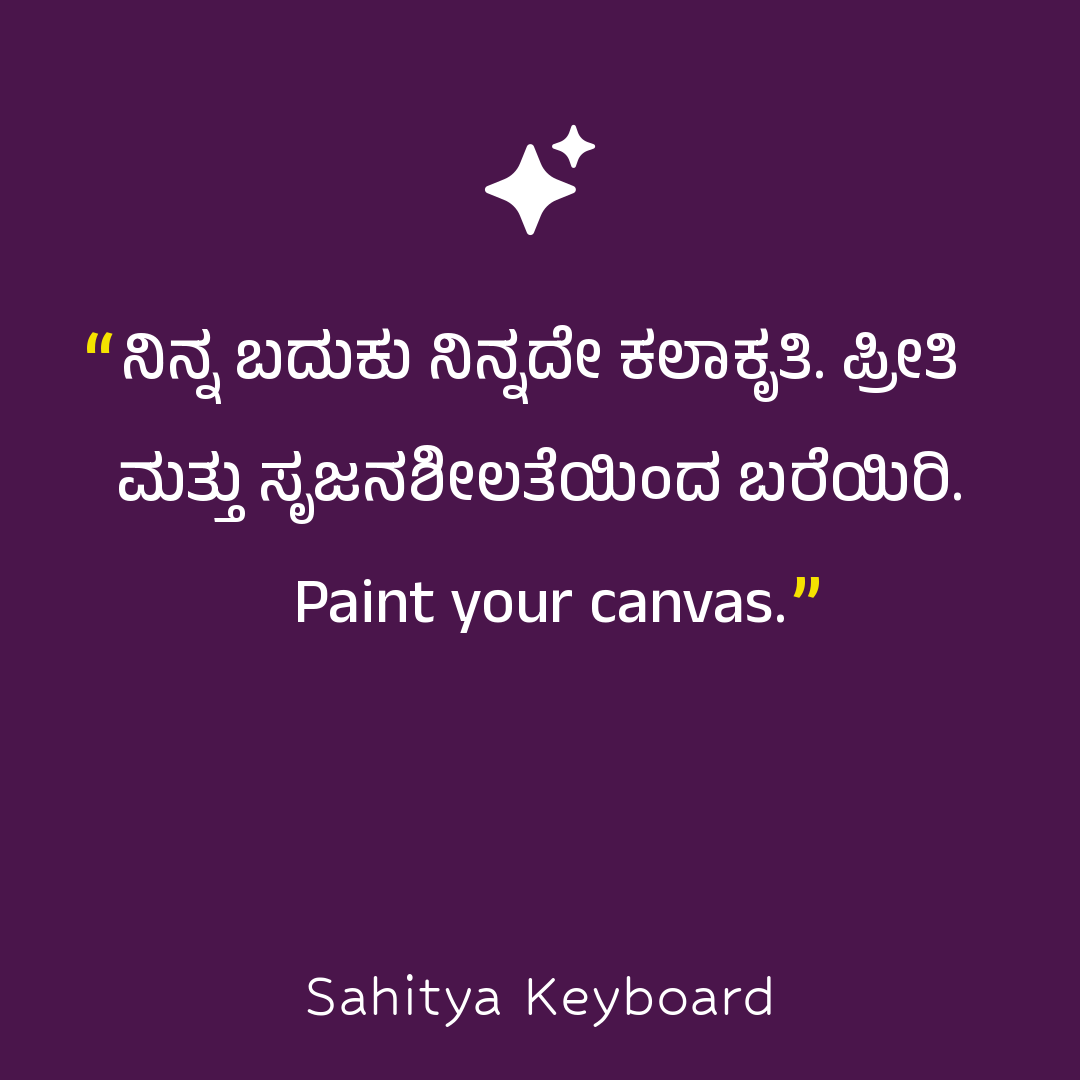 “ನಿನ್ನ ಬದುಕು ನಿನ್ನದೇ ಕಲಾಕೃತಿ. ಪ್ರೀತಿ
ಮತ್ತು ಸೃಜನಶೀಲತೆಯಿಂದ ಬರೆಯಿರಿ.
Paint your canvas.”
Sahitya Keyboard